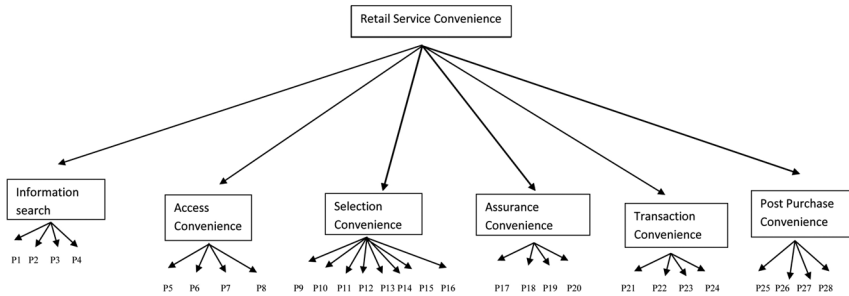 Retail Service Convenience
Information
search
Access
Convenience
Selection
Convenience
Assurance
Convenience
Transaction
Convenience
Post Purchase
Convenience
P1 P2 P3 P4
P5 P6 P7 P8
P9 P10 P11 P12 P13 P14 P15 P16
P17 P18 P19 P20
P21 P22 P23 P24
P25 P26 P27 P28